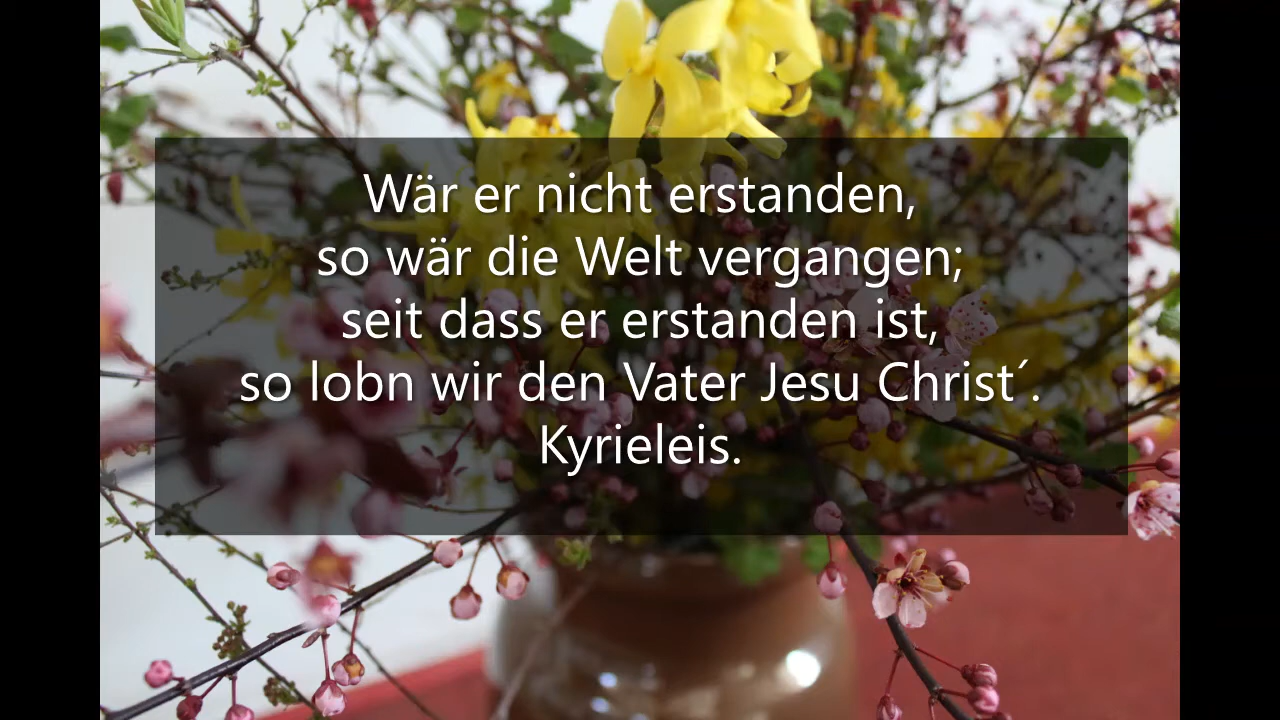 Wär er nicht erstanden,
so wär die Welt vergangen;
seit dass er erstanden ist,
so lobn wir den Vater Jesu Christ´.
Kyrieleis.